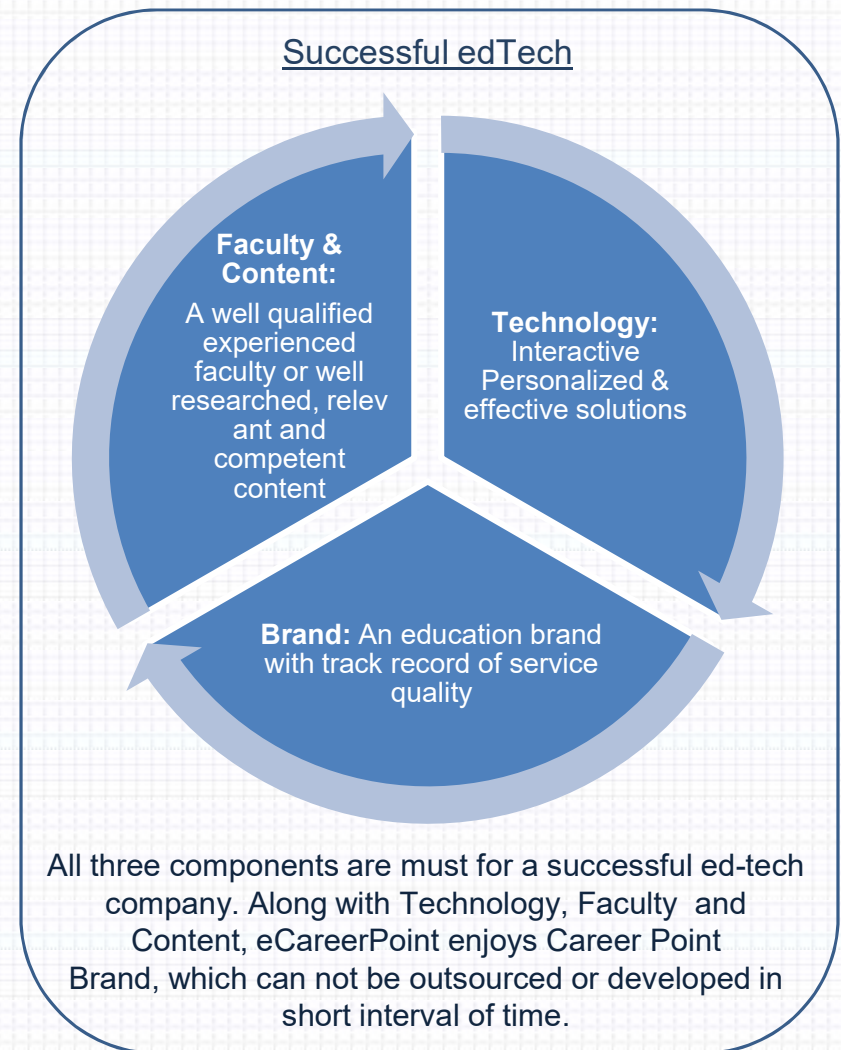 Successful edTech
Faculty &
Content:
A well qualified
experienced
faculty or well
researched, relev
ant and
competent
content
Technology:
Interactive
Personalized &
effective solutions
Brand: An education brand
with track record of service
quality
All three components are must for a successful ed-tech
company. Along with Technology, Faculty  and
Content, eCareerPoint enjoys Career Point
Brand, which can not be outsourced or developed in
short interval of time.